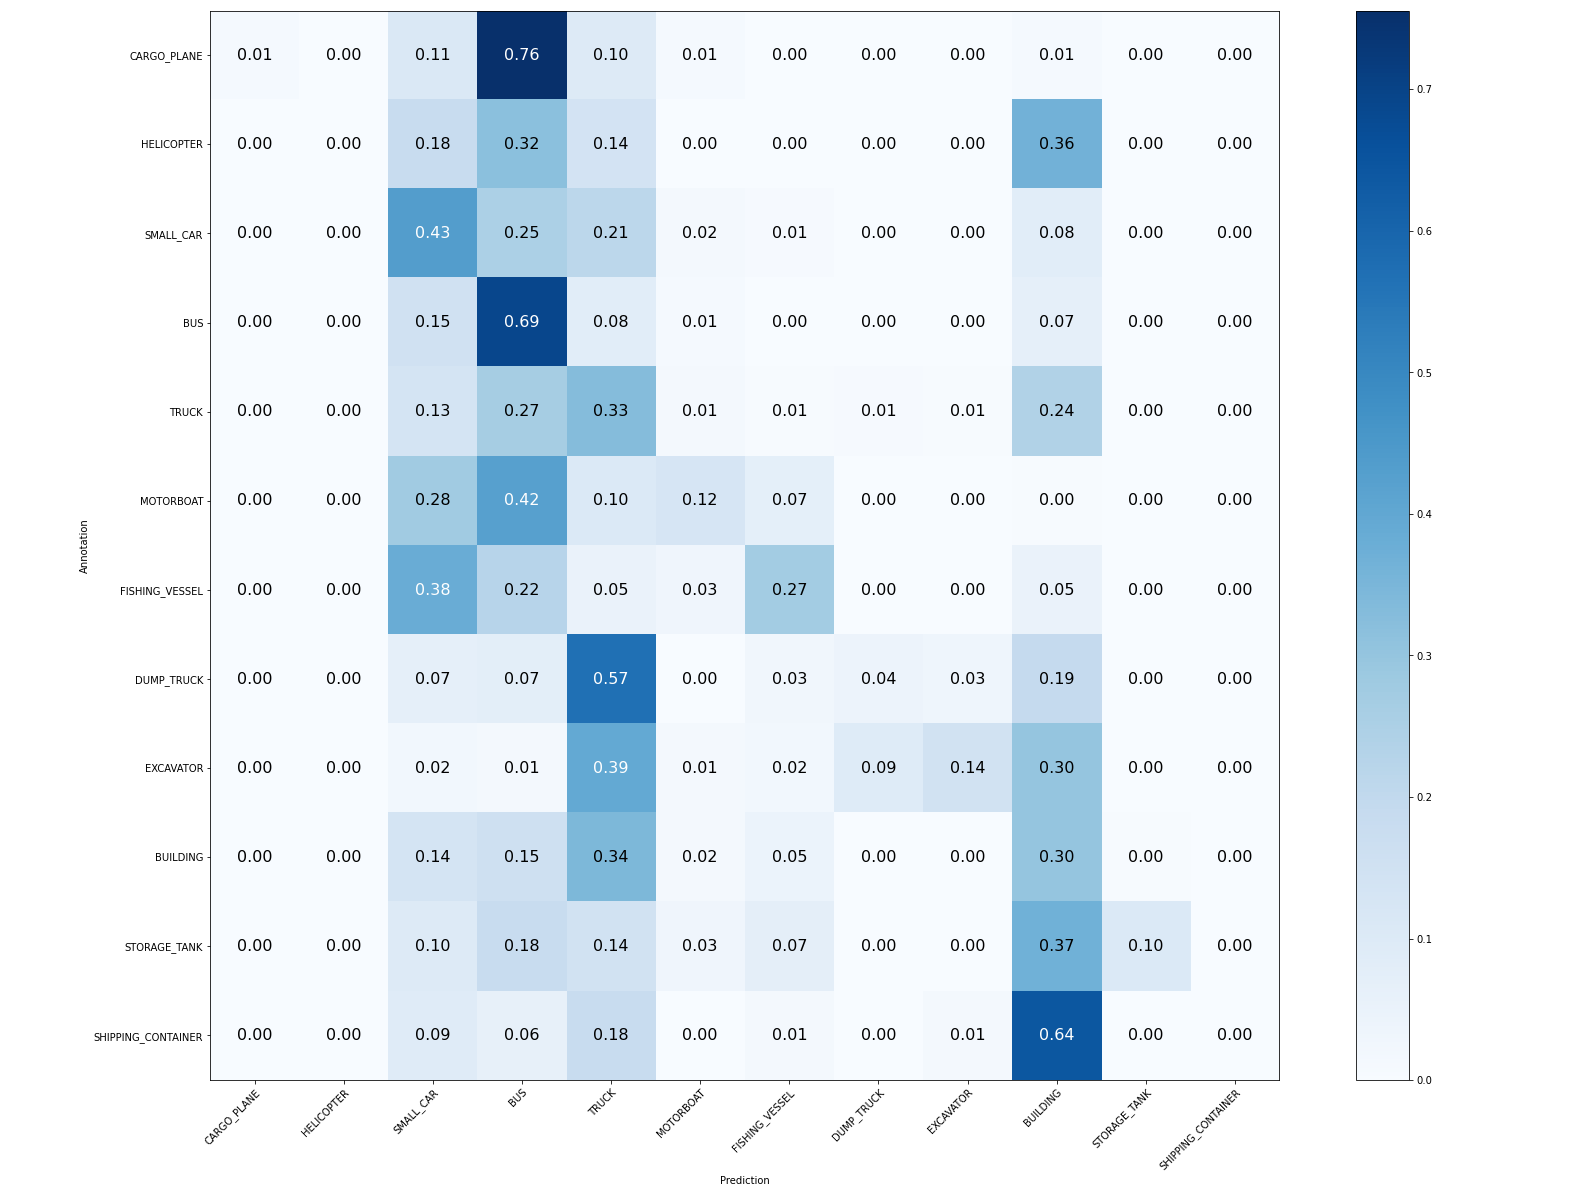 CARGO_PLANE 0.01 0.00 0.11 0.76 0.10 0.01 0.00 0.00 0.00 0.01 0.00 0.00
HELICOPTER 0.00 0.00 0.18 0.32 0.14 0.00 0.00 0.00 0.00 0.36 0.00 0.00
SMALL_CAR 0.00 0.00 0.43 0.25 0.21 0.02 0.01 0.00 0.00 0.08 0.00 0.00
BUS 0.00 0.00 0.15 0.69 0.08 0.01 0.00 0.00 0.00 0.07 0.00 0.00
TRUCK 0.00 0.00 0.13 0.27 0.33 0.01 0.01 0.01 0.01 0.24 0.00 0.00
MOTORBOAT 0.00 0.00 0.28 0.42 0.10 0.12 0.07 0.00 0.00 0.00 0.00 0.00
FISHING_VESSEL 0.00 0.00 0.38 0.22 0.05 0.03 0.27 0.00 0.00 0.05 0.00 0.00
DUMP_TRUCK 0.00 0.00 0.07 0.07 0.57 0.00 0.03 0.04 0.03 0.19 0.00 0.00
EXCAVATOR 0.00 0.00 0.02 0.01 0.39 0.01 0.02 0.09 0.14 0.30 0.00 0.00
BUILDING 0.00 0.00 0.14 0.15 0.34 0.02 0.05 0.00 0.00 0.30 0.00 0.00
STORAGE_TANK 0.00 0.00 0.10 0.18 0.14 0.03 0.07 0.00 0.00 0.37 0.10 0.00
SHIPPING_CONTAINER 0.00 0.00 0.09 0.06 0.18 0.00 0.01 0.00 0.01 0.64 0.00 0.00
CARGO_PLANE HELICOPTER SMALL_CAR BUS TRUCK MOTORBOAT FISHING_VESSEL DUMP_TRUCK EXCAVATOR BUILDING STORAGE_TANK SHIPPING_CONTAINER
Prediction
Annotation
0.7
0.6
0.5
0.4
0.3
0.2
0.1
0.0